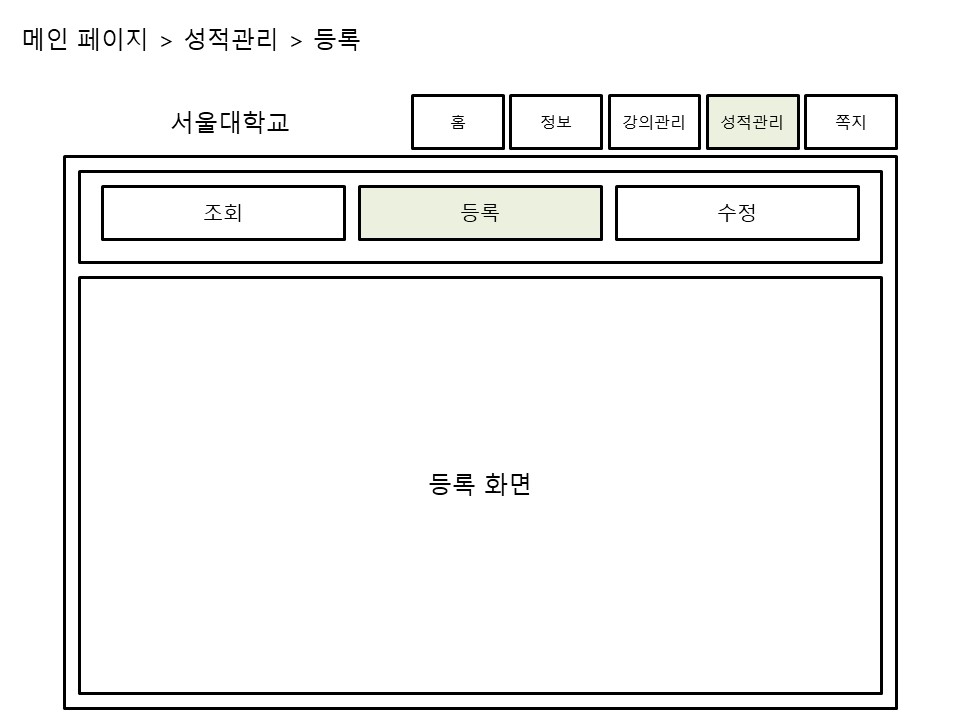 메인 페이지 > 성적관리 > 등록
서울대학교
홈
정보
강의관리
성적관리
쪽지
조회
등록
수정
등록 화면